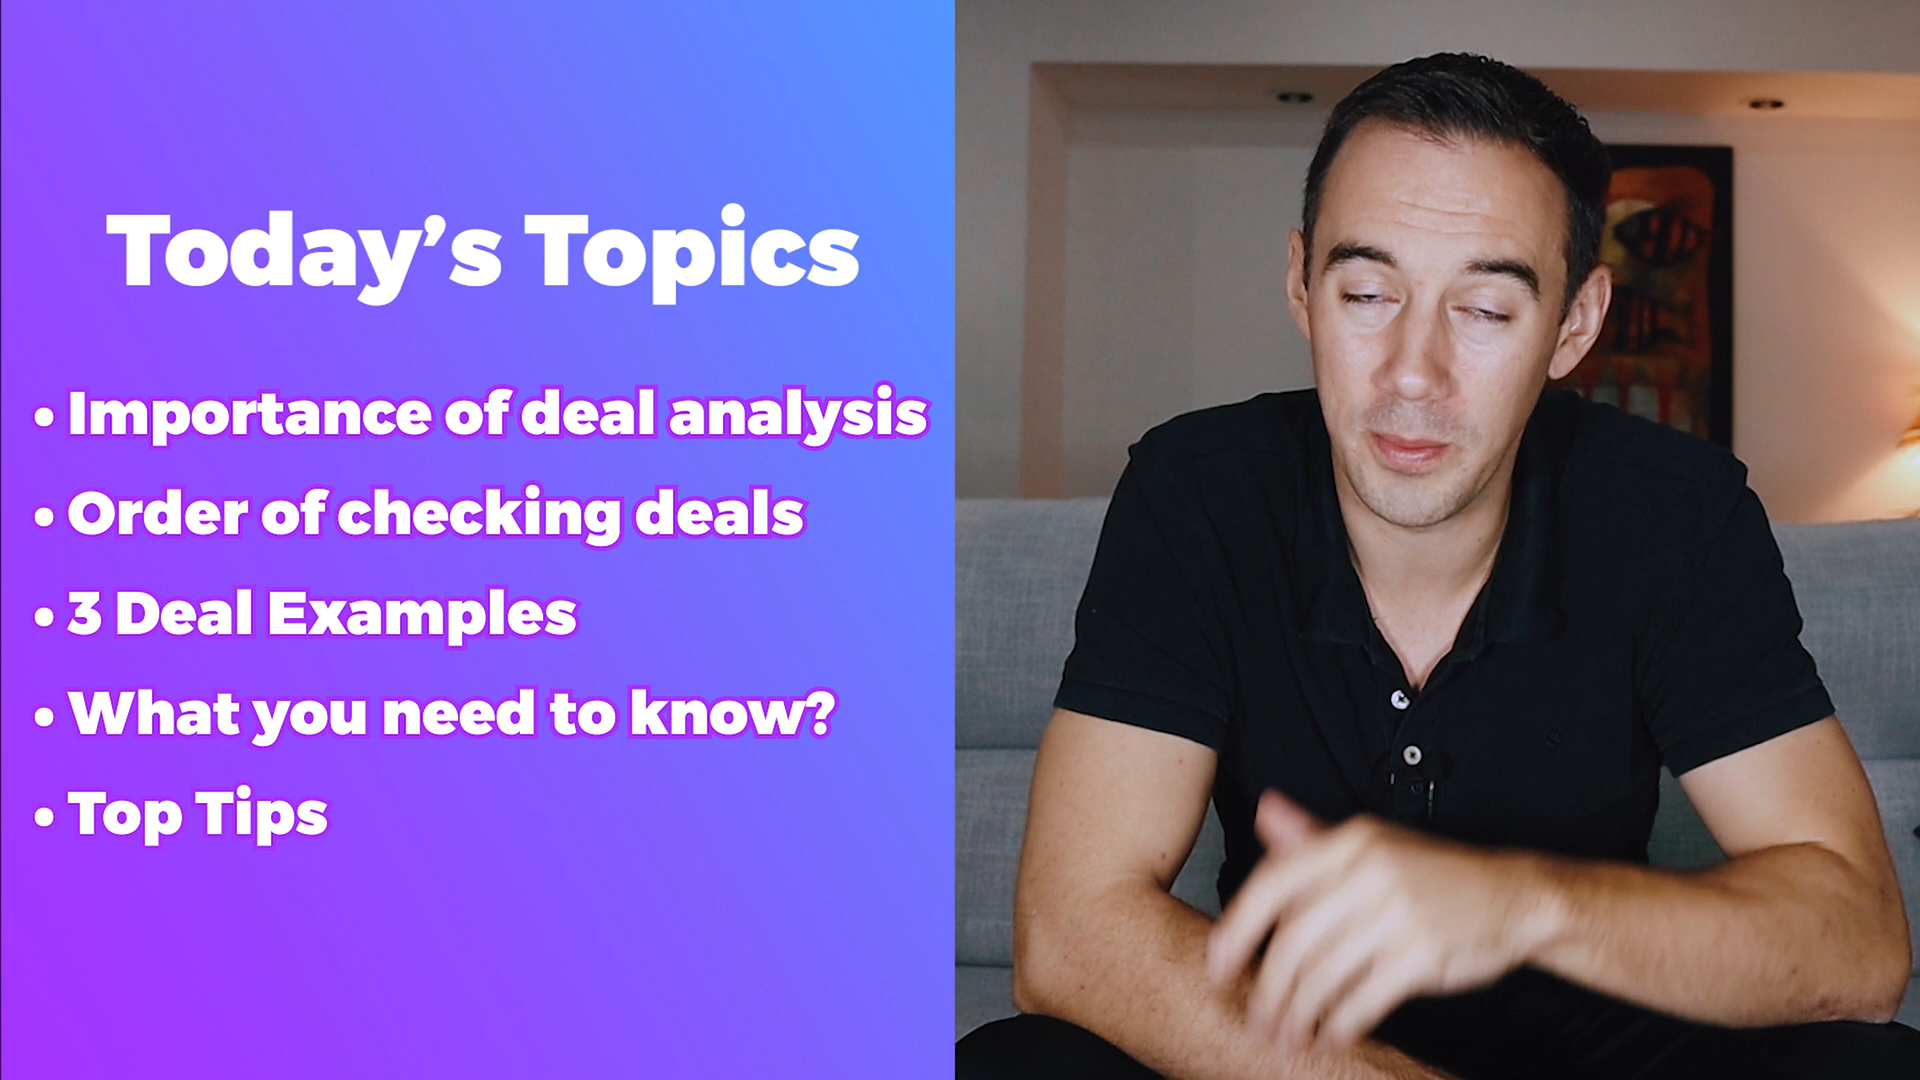 Today’s Topics
• Importance of deal analysis
• Order of checking deals
• 3 Deal Examples
• What you need to know?
• Top Tips